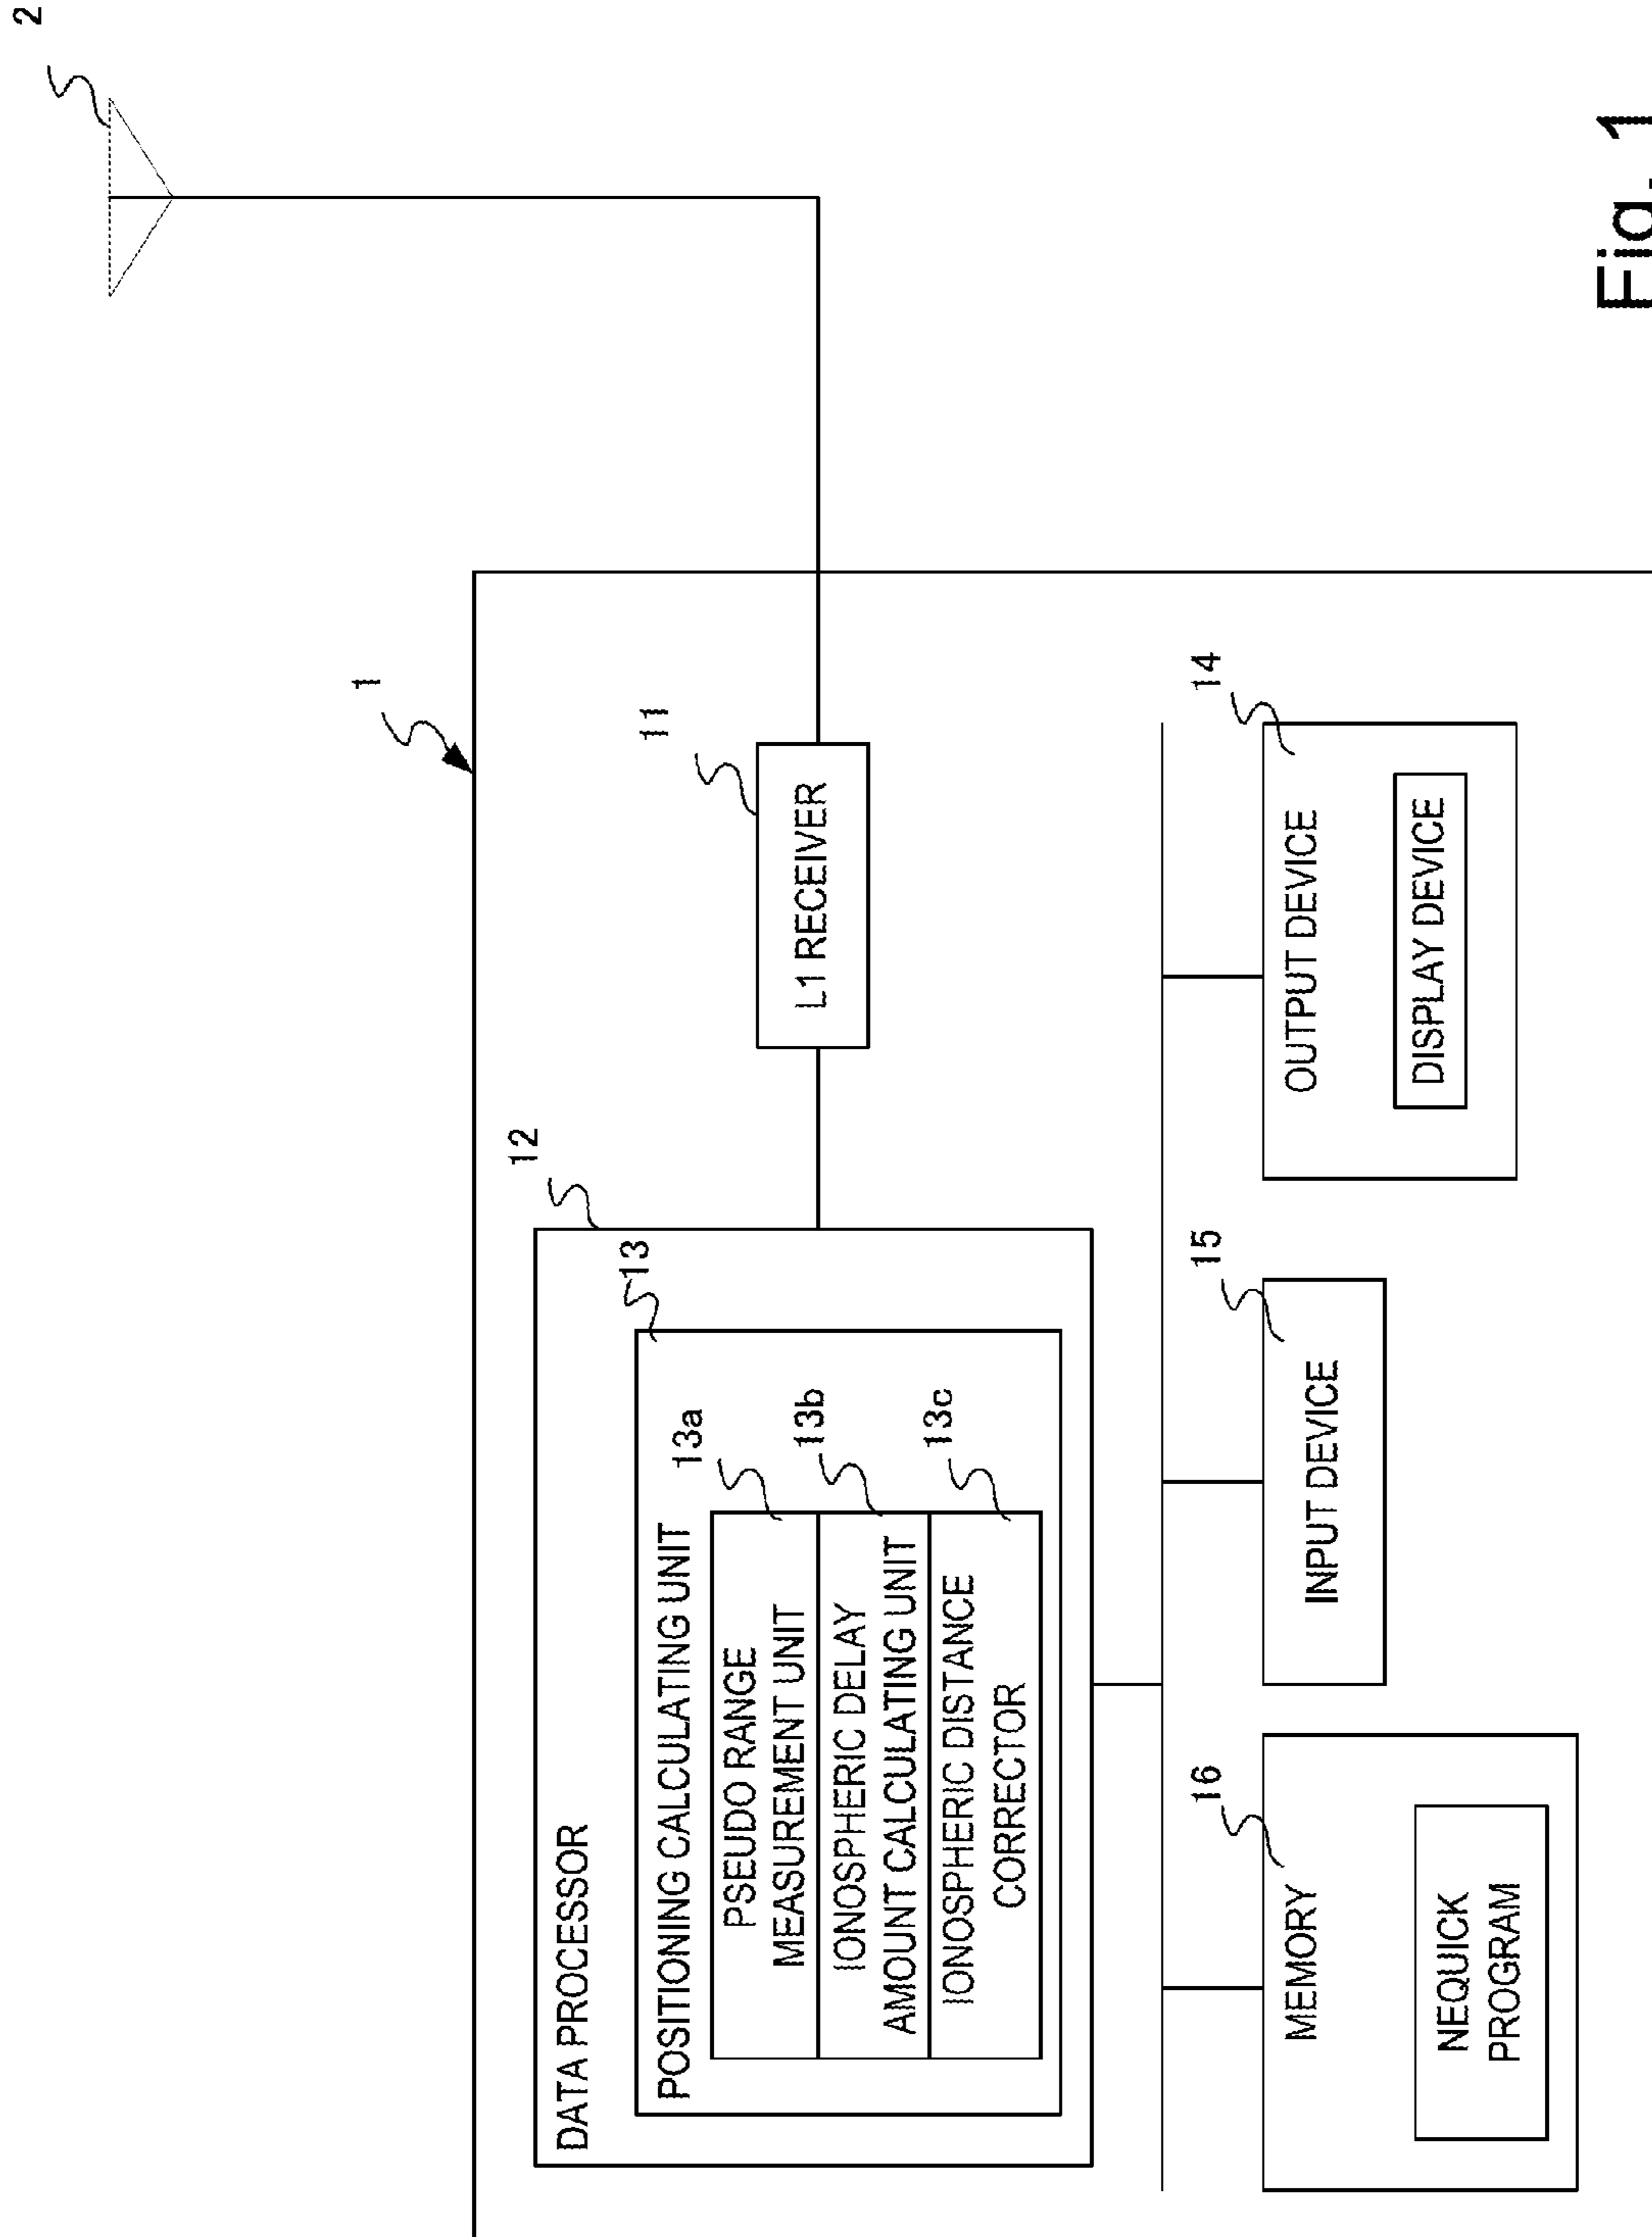 2
1
12
11
DATA PROCESSOR
13
POSITIONING CALCULATING UNIT
13a
PSEUDO RANGE
MEASUREMENT UNIT
13b
IONOSPHERIC DELAY
AMOUNT CALCULATING UNIT
13c
IONOSPHERIC DISTANCE
CORRECTOR
L1 RECEIVER
16
MEMORY
NEQUICK
PROGRAM
15
INPUT DEVICE
14
OUTPUT DEVICE
DISPLAY DEVICE
Fig. 1